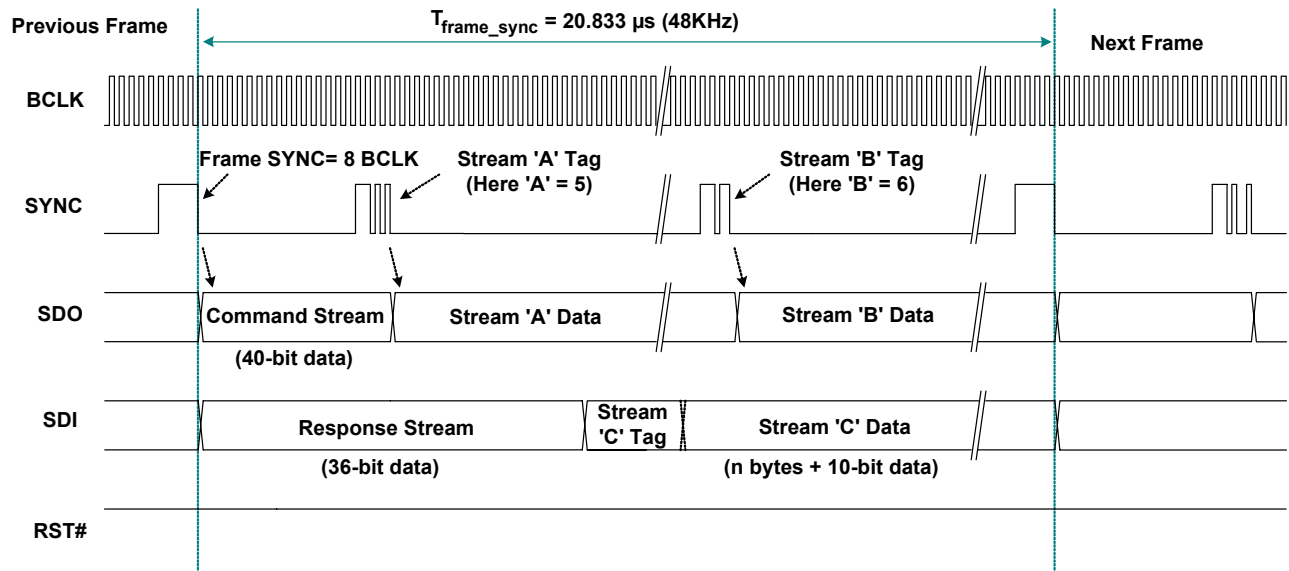 T_frame_sync = 20.833 µs (48KHz)
Previous Frame
Next Frame
BCLK
Frame SYNC= 8 BCLK
Stream 'A' Tag
(Here 'A' = 5)
Stream 'B' Tag
(Here 'B' = 6)
SYNC
SDO
Command Stream
Stream 'A' Data
Stream 'B' Data
(40-bit data)
SDI
Response Stream
Stream
'C' Tag
Stream 'C' Data
(36-bit data)
(n bytes + 10-bit data)
RST#